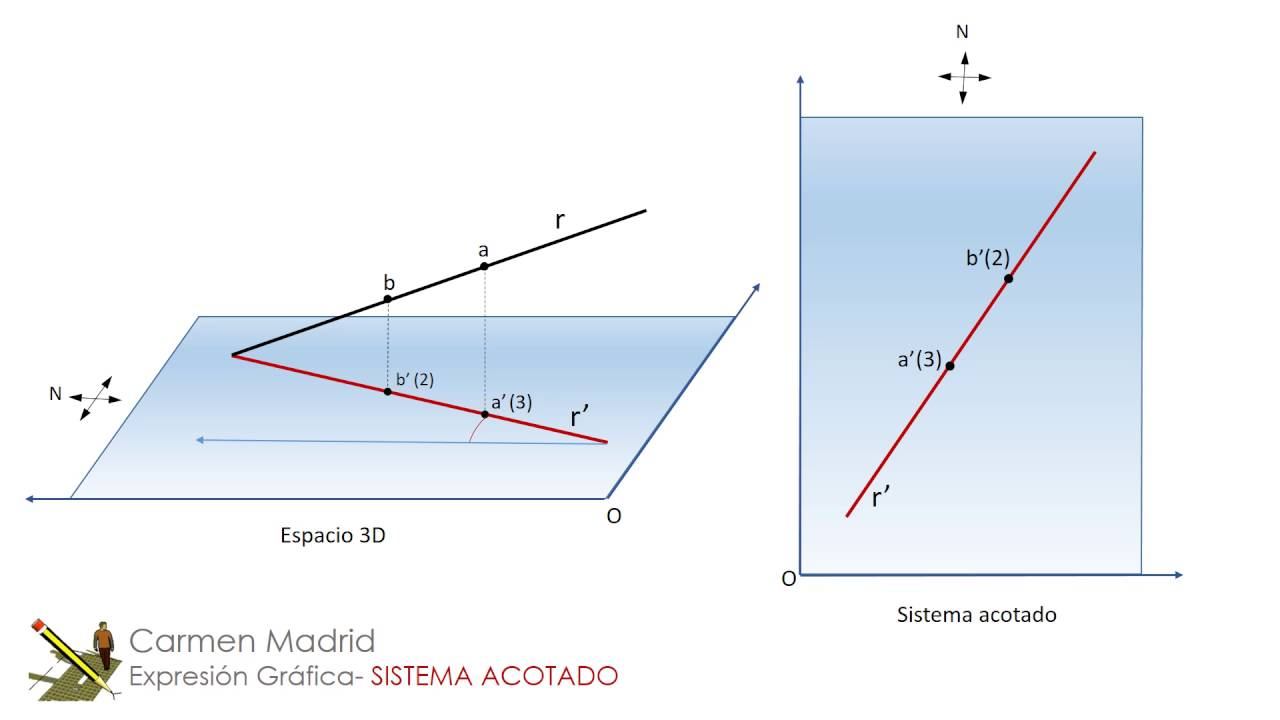 N
r
a
b
b’ (2)
a’ (3)
r’
N
O
Espacio 3D
N
b’(2)
a’(3)
r’
O
Sistema acotado
Carmen Madrid
Expresión Gráfica- SISTEMA ACOTADO